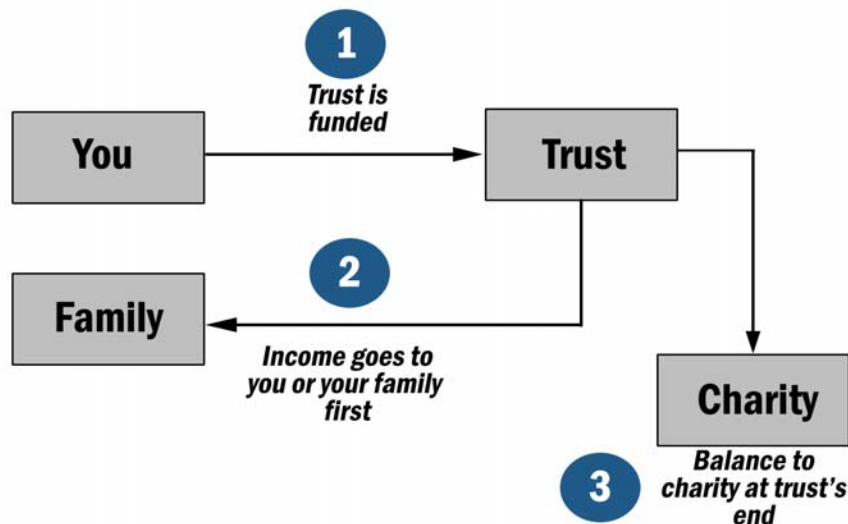 1
Trust is
funded
You
Trust
2
Family
Income goes to
you or your family
first
Charity
3
Balance to
charity at trust's
end